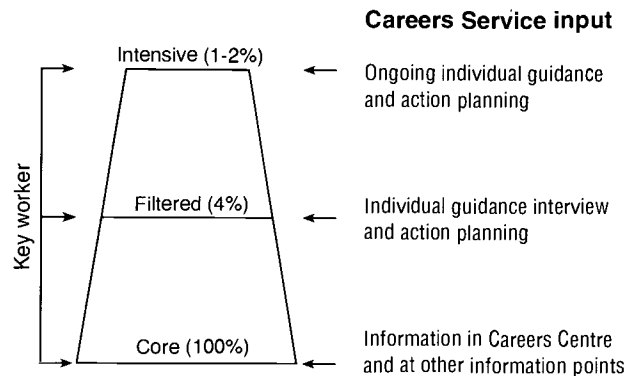 Careers Service input
Intensive (1-2%)
Ongoing individual guidance
and action planning
Key worker
Filtered (4%)
Individual guidance interview
and action planning
Core (100%)
Information in Careers Centre
and at other information points